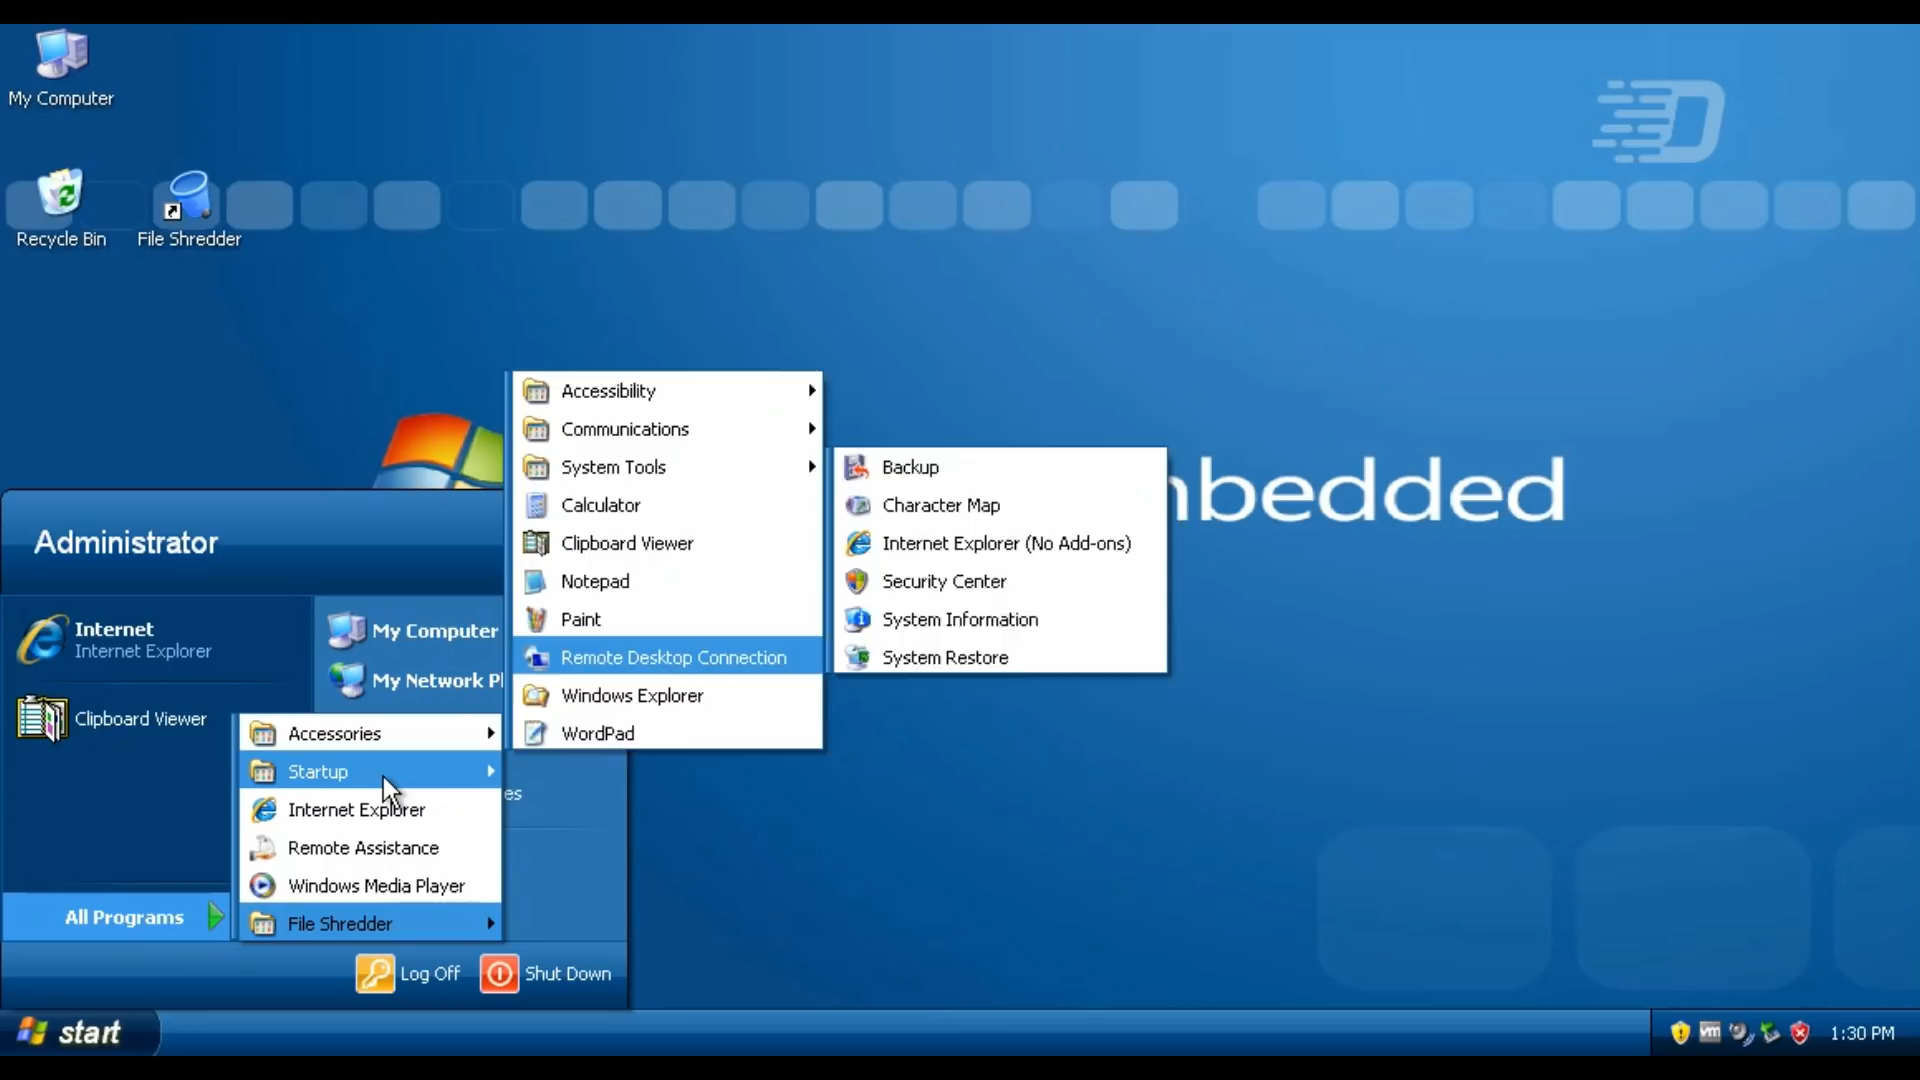 My Computer
Recycle Bin
File Shredder
Accessibility
Communications
System Tools
Calculator
Clipboard Viewer
Notepad
Paint
Remote Desktop Connection
Windows Explorer
WordPad
Backup
Character Map
Internet Explorer (No Add-ons)
Security Center
System Information
System Restore
mbedded
Administrator
Internet
Internet Explorer
Clipboard Viewer
My Computer
My Network Pl
Accessories
Startup
Internet Explorer
Remote Assistance
Windows Media Player
File Shredder
es
All Programs
Log Off
Shut Down
start
vm
1:30 PM